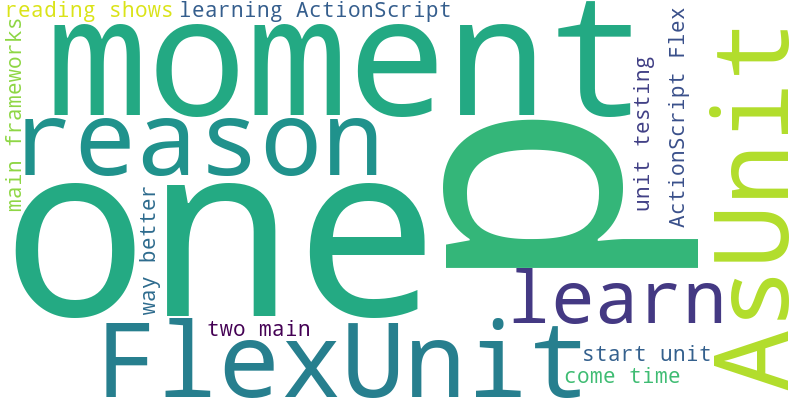 reading shows
learning ActionScript
moment
main frameworks
reason
unit testing
ActionScript Flex
AsUnit
one
d
way better
learn
two main
FlexUnit
start unit
come time